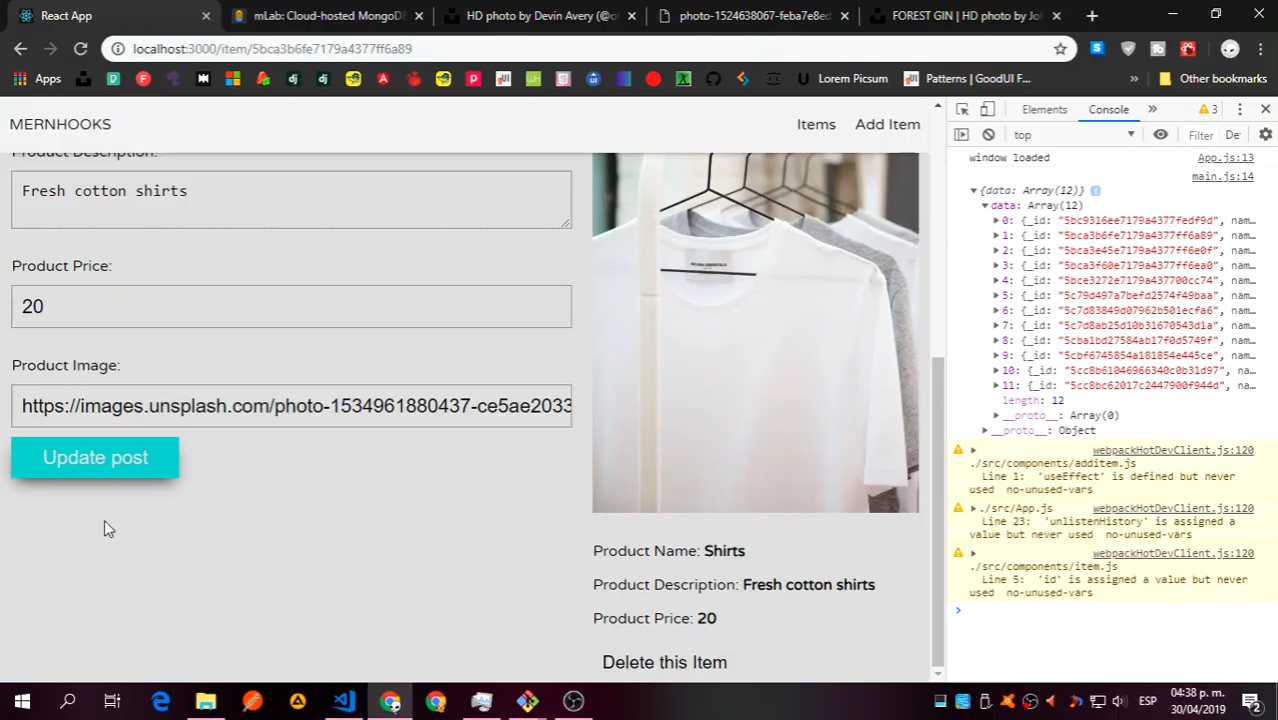 React App
mLab: Cloud-hosted MongoDB
HD photo by Devin Avery (@o
photo-1524638067-feba7e8ed
FOREST GIN | HD photo by Jo
localhost:3000/item/5bca3b6fe7179a4377ff6a89
Apps
Lorem Picsum
Patterns | GoodUI F...
Other bookmarks
MERNHOOKS
Items
Add Item
Product Description:
Fresh cotton shirts
Product Price:
20
Product Image:
https://images.unsplash.com/photo-1534961880437-ce5ae2033
Update post
Product Name: Shirts
Product Description: Fresh cotton shirts
Product Price: 20
Delete this Item
Elements
Console
3
top
Filter
De
window loaded App.js:13
main.js:14
{data: Array(12)}
data: Array(12)
0: {_id: "5bc9316ee7179a4377fedf9d", nam...
1: {_id: "5bca3b6fe7179a4377ff6a89", nam...
2: {_id: "5bca3e45e7179a4377ff6e0f", nam...
3: {_id: "5bca3f60e7179a4377ff6ea0", nam...
4: {_id: "5bce3272e7179a437700cc74", nam...
5: {_id: "5c79d497a7befd2574f49baa", nam...
6: {_id: "5c7d83849d07962b501ecfa6", nam...
7: {_id: "5c7d8ab25d10b31670543d1a", nam...
8: {_id: "5cba1bd27584ab17f0d5749f", nam...
9: {_id: "5cbf6745854a181854e445ce", nam...
10: {_id: "5cc8b61046966340c0b31d97", nam...
11: {_id: "5cc8bc62017c2447900f944d", nam...
length: 12
__proto__: Array(0)
__proto__: Object
webpackHotDevClient.js:120
./src/components/additem.js
Line 1: 'useEffect' is defined but never
used no-unused-vars
./src/App.js webpackHotDevClient.js:120
Line 23: 'unlistenHistory' is assigned a
value but never used no-unused-vars
webpackHotDevClient.js:120
./src/components/item.js
Line 5: 'id' is assigned a value but never
used no-unused-vars
ESP
04:38 p. m.
30/04/2019
2